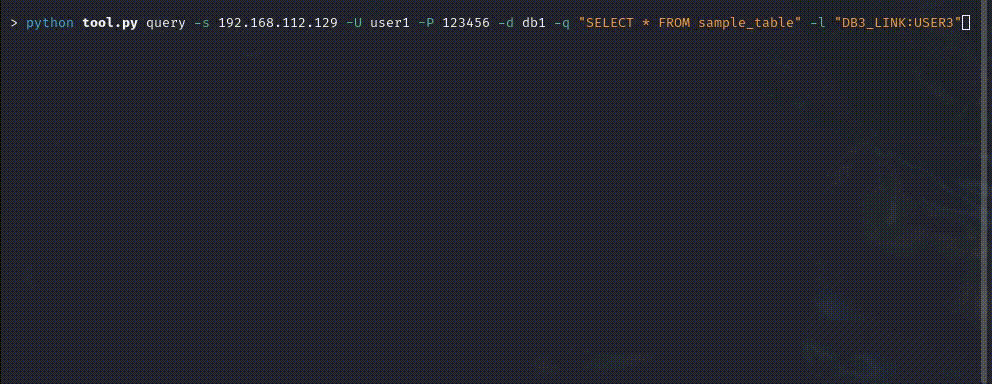 > python tool.py query -s 192.168.112.129 -U user1 -P 123456 -d db1 -q "SELECT * FROM sample_table" -l "DB3_LINK:USER3"